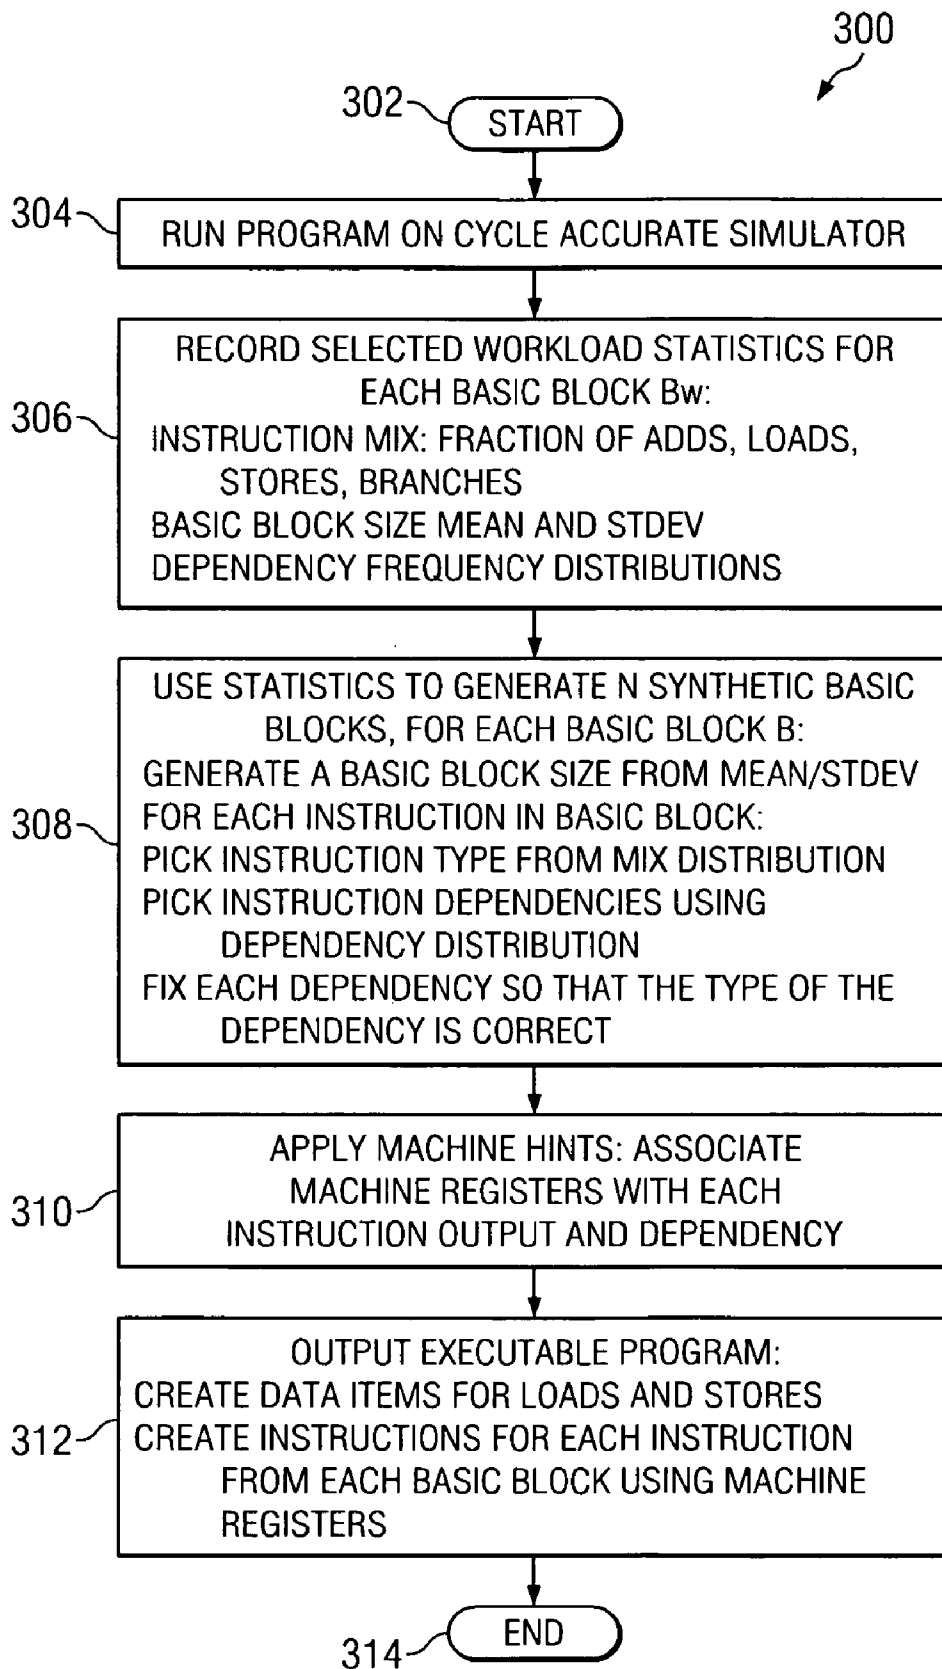 300
302
START
304
RUN PROGRAM ON CYCLE ACCURATE SIMULATOR
306
RECORD SELECTED WORKLOAD STATISTICS FOR
EACH BASIC BLOCK Bw:
INSTRUCTION MIX: FRACTION OF ADDS, LOADS,
STORES, BRANCHES
BASIC BLOCK SIZE MEAN AND STDEV
DEPENDENCY FREQUENCY DISTRIBUTIONS
308
USE STATISTICS TO GENERATE N SYNTHETIC BASIC
BLOCKS, FOR EACH BASIC BLOCK B:
GENERATE A BASIC BLOCK SIZE FROM MEAN/STDEV
FOR EACH INSTRUCTION IN BASIC BLOCK:
PICK INSTRUCTION TYPE FROM MIX DISTRIBUTION
PICK INSTRUCTION DEPENDENCIES USING
DEPENDENCY DISTRIBUTION
FIX EACH DEPENDENCY SO THAT THE TYPE OF THE
DEPENDENCY IS CORRECT
310
APPLY MACHINE HINTS: ASSOCIATE
MACHINE REGISTERS WITH EACH
INSTRUCTION OUTPUT AND DEPENDENCY
312
OUTPUT EXECUTABLE PROGRAM:
CREATE DATA ITEMS FOR LOADS AND STORES
CREATE INSTRUCTIONS FOR EACH INSTRUCTION
FROM EACH BASIC BLOCK USING MACHINE
REGISTERS
314
END